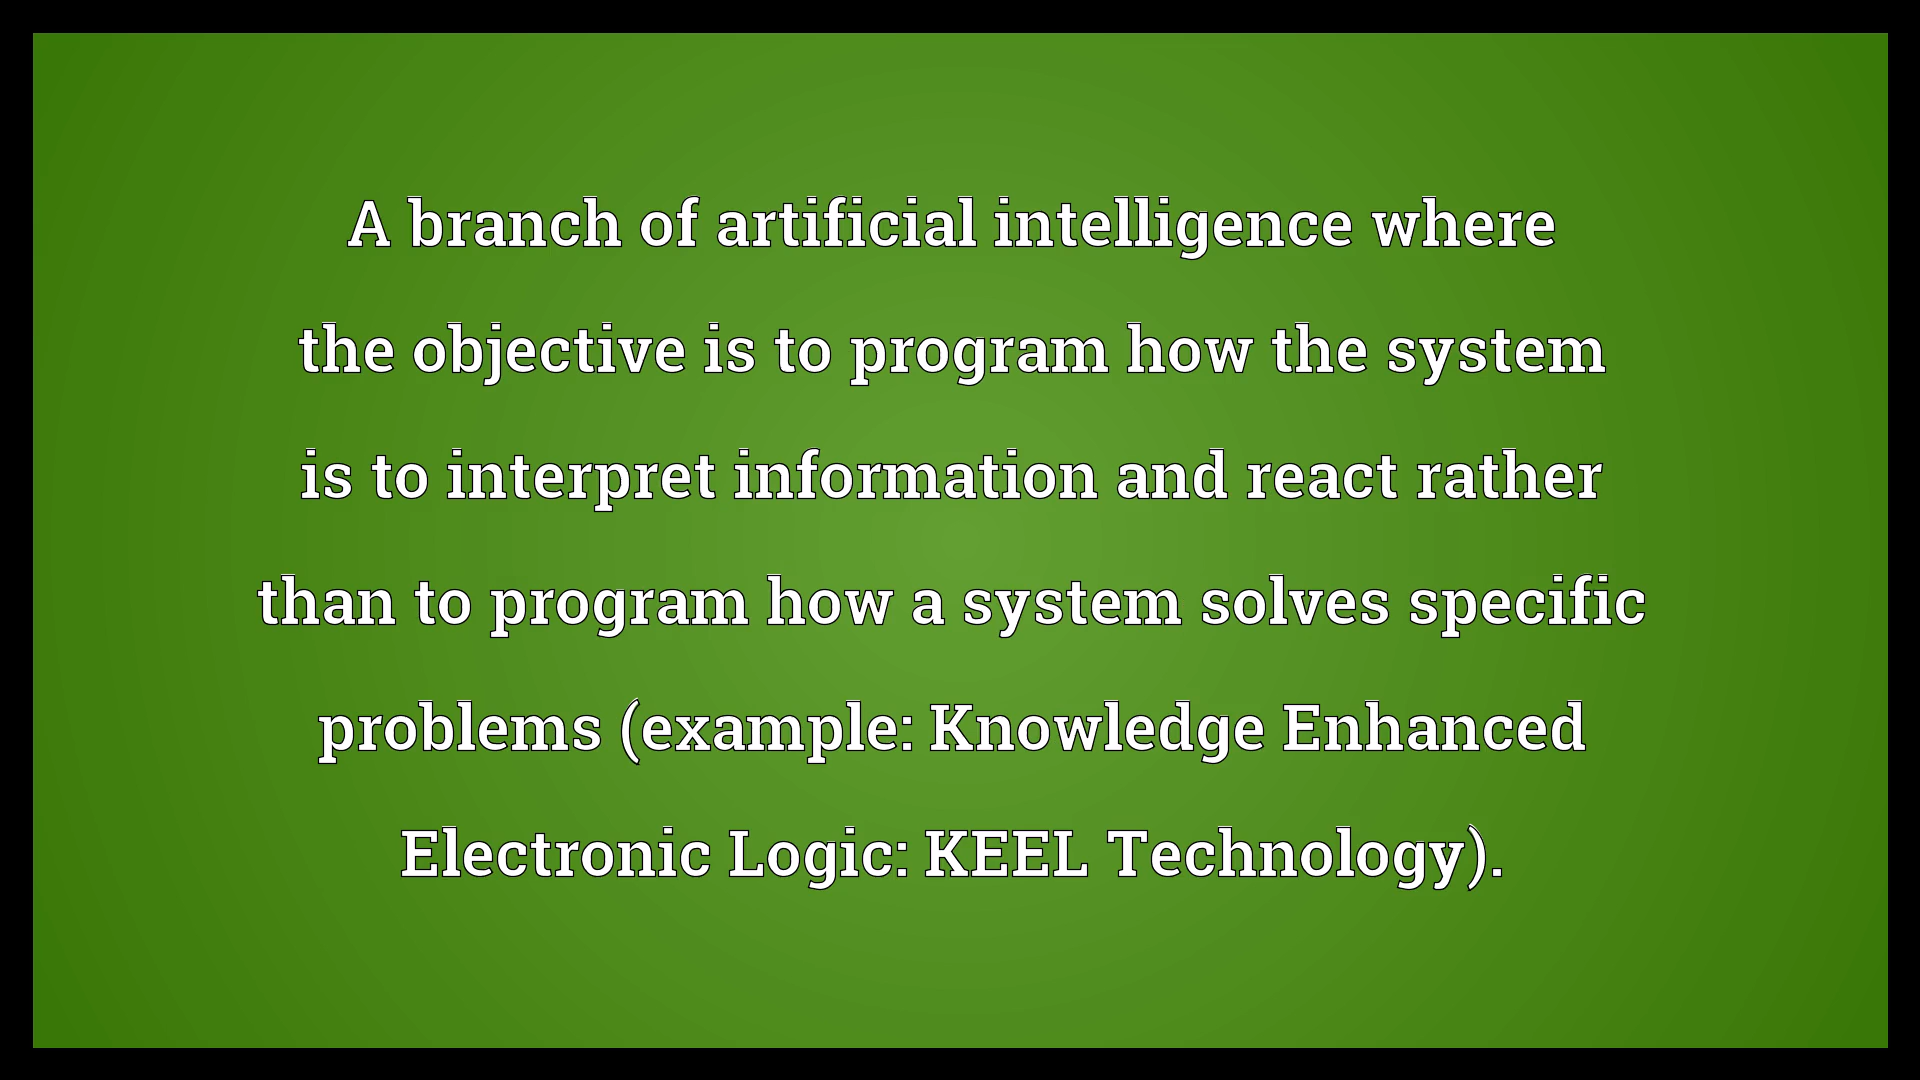 A branch of artificial intelligence where
the objective is to program how the system
is to interpret information and react rather
than to program how a system solves specific
problems (example: Knowledge Enhanced
Electronic Logic: KEEL Technology).